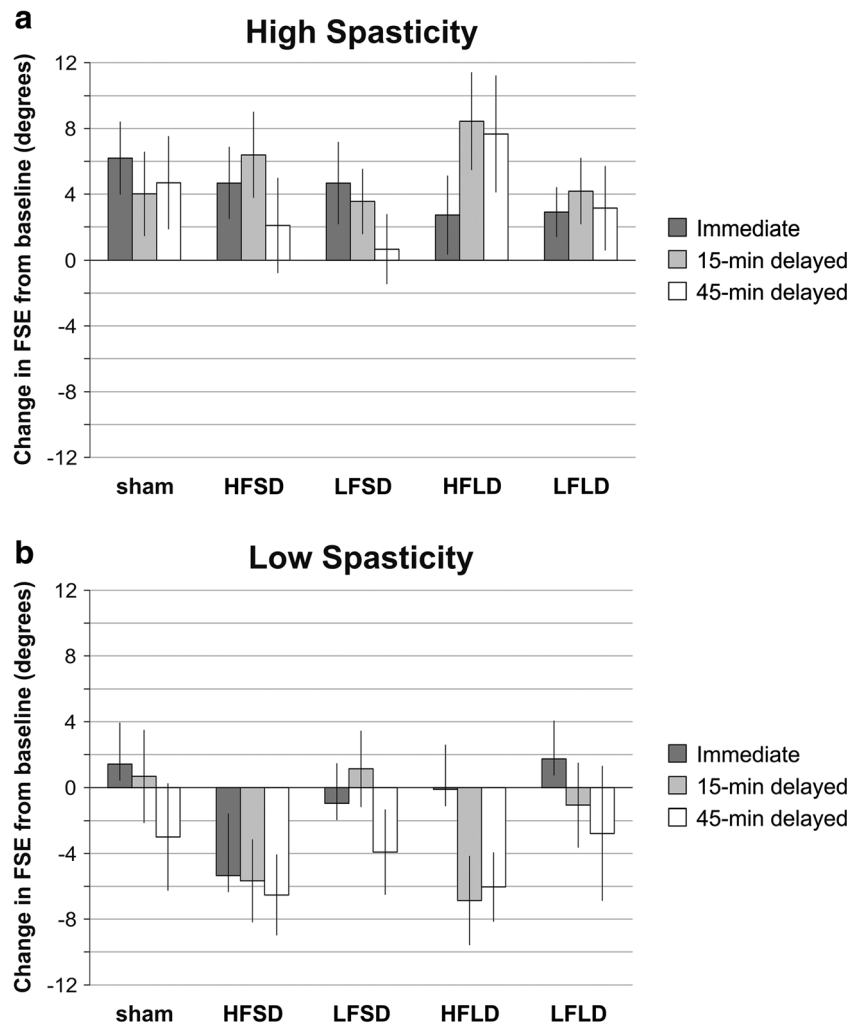 a
High Spasticity
Change in FSE from baseline (degrees)
12
8
4
0
-4
-8
-12
sham HFSD LFSD HFLD LFLD
Immediate
15-min delayed
45-min delayed
b
Low Spasticity
Change in FSE from baseline (degrees)
12
8
4
0
-4
-8
-12
sham HFSD LFSD HFLD LFLD
Immediate
15-min delayed
45-min delayed